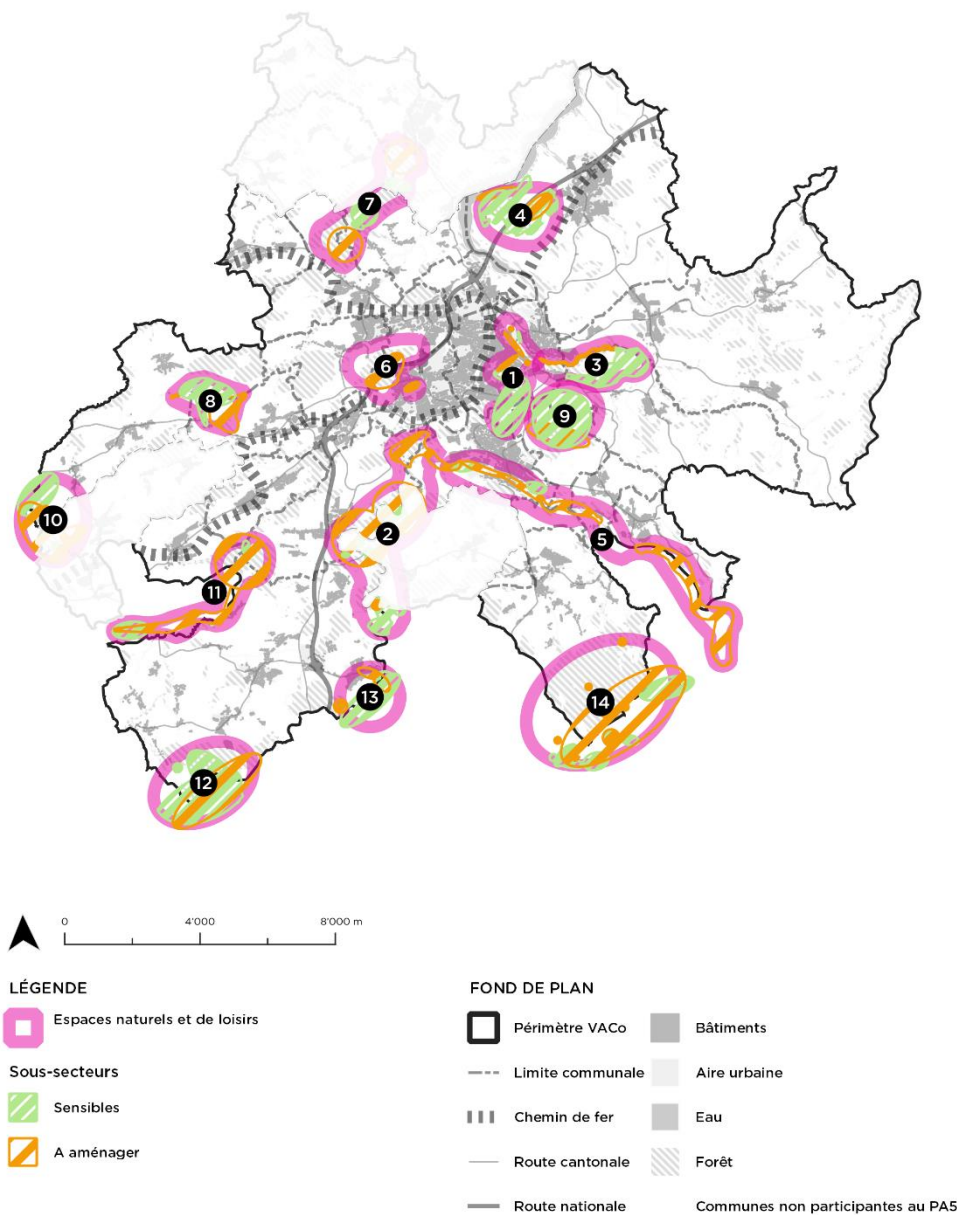 7
4
6
1
3
8
9
10
2
5
11
13
14
12
0
4'000
8'000 m
LÉGENDE
Espaces naturels et de loisirs
Sous-secteurs
Sensibles
A aménager
FOND DE PLAN
Périmètre VACo
Bâtiments
Limite communale
Aire urbaine
Chemin de fer
Eau
Route cantonale
Forêt
Route nationale
Communes non participantes au PA5